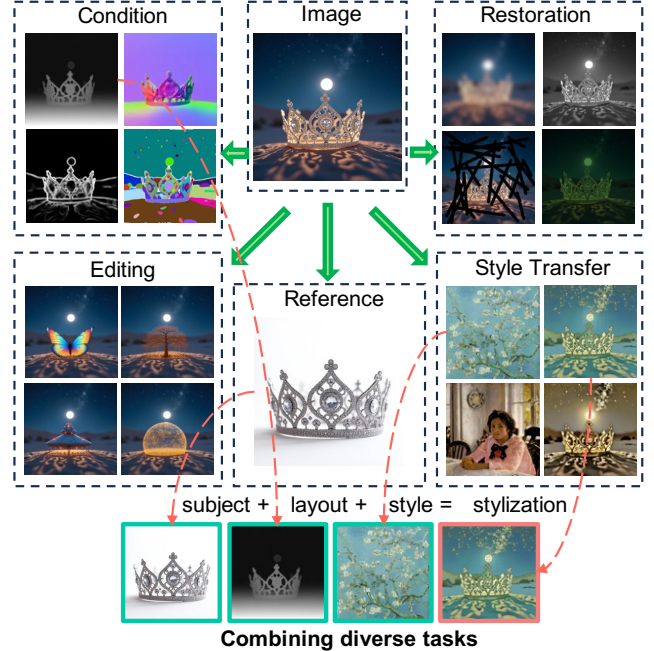 Condition
Image
Restoration
Editing
Reference
Style Transfer
subject + layout + style = stylization
Combining diverse tasks